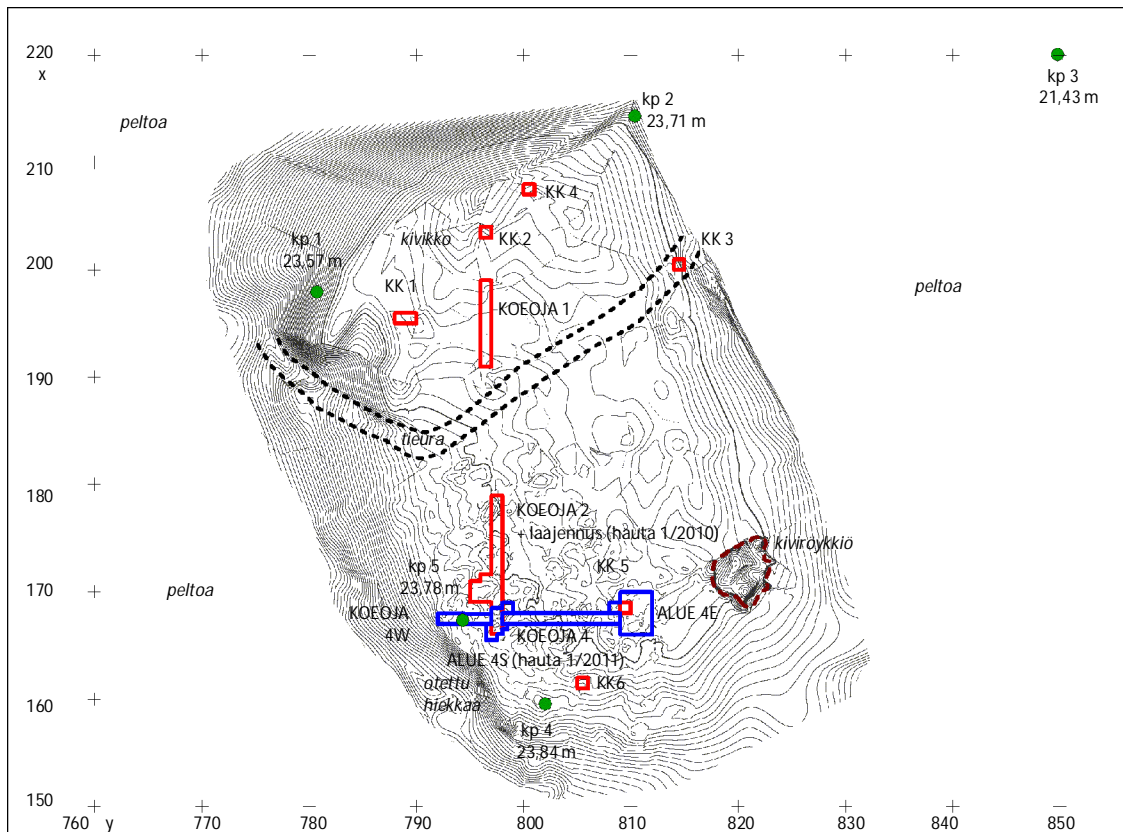 220
x
kp 3
21,43 m
kp 2
23,71 m
peltoa
210
KK 4
kp 1
23,57 m
kivikko
KK 2
KK 3
200
peltoa
KK 1
KOEOJA 1
190
tieura
180
KOEOJA 2
+ laajennus (hauta 1/2010)
kiviröykkiö
kp 5
23,78 m
KK 5
170
peltoa
KOEOJA
4W
KOEOJA 4
ALUE 4E
ALUE 4S (hauta 1/2011)
otettu
hiekkaa
KK6
160
kp 4
23,84 m
150
760 y 770 780 790 800 810 820 830 840 850